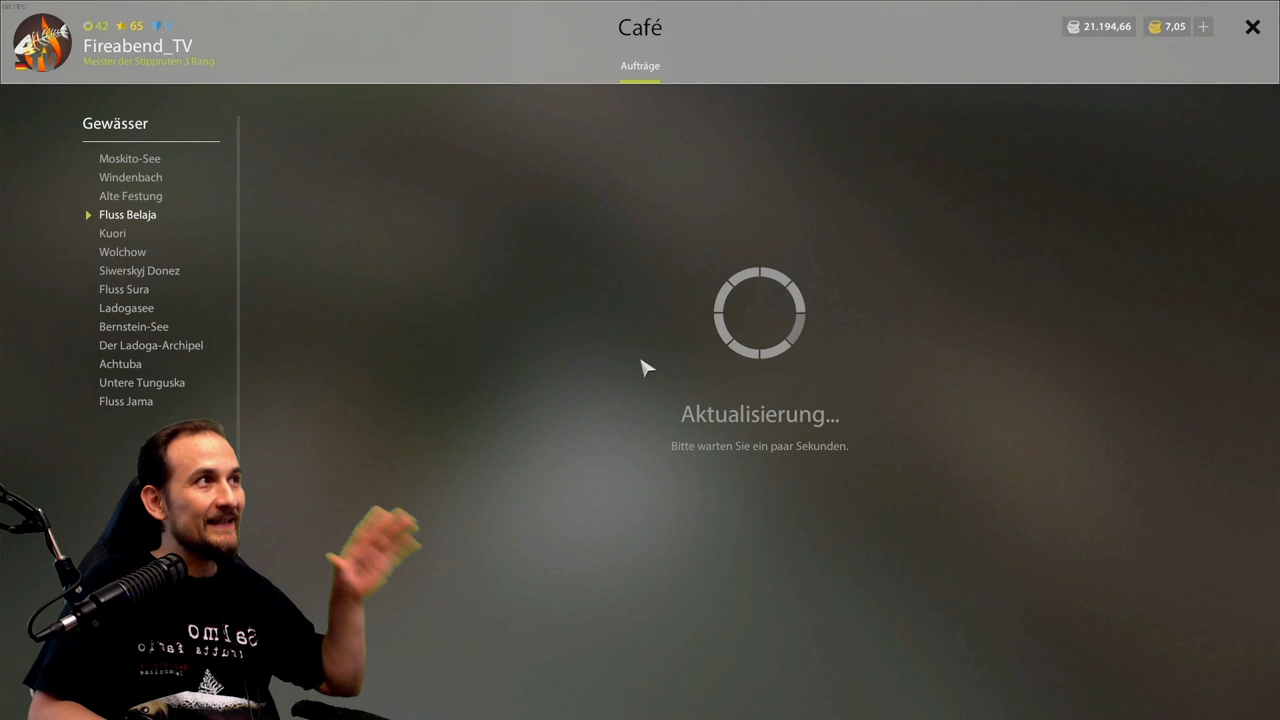 60 FPS
42 65
Fireabend_TV
Meister der Stippruten 3 Rang
Café
Aufträge
21.194,66 7,05 +
Gewässer
Moskito-See
Windenbach
Alte Festung
Fluss Belaja
Kuori
Wolchow
Siwerskyj Donez
Fluss Sura
Ladogasee
Bernstein-See
Der Ladoga-Archipel
Achtuba
Untere Tunguska
Fluss Jama
Aktualisierung...
Bitte warten Sie ein paar Sekunden.
Salmo
trutta fario